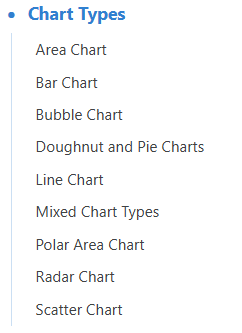 Chart Types
Area Chart
Bar Chart
Bubble Chart
Doughnut and Pie Charts
Line Chart
Mixed Chart Types
Polar Area Chart
Radar Chart
Scatter Chart